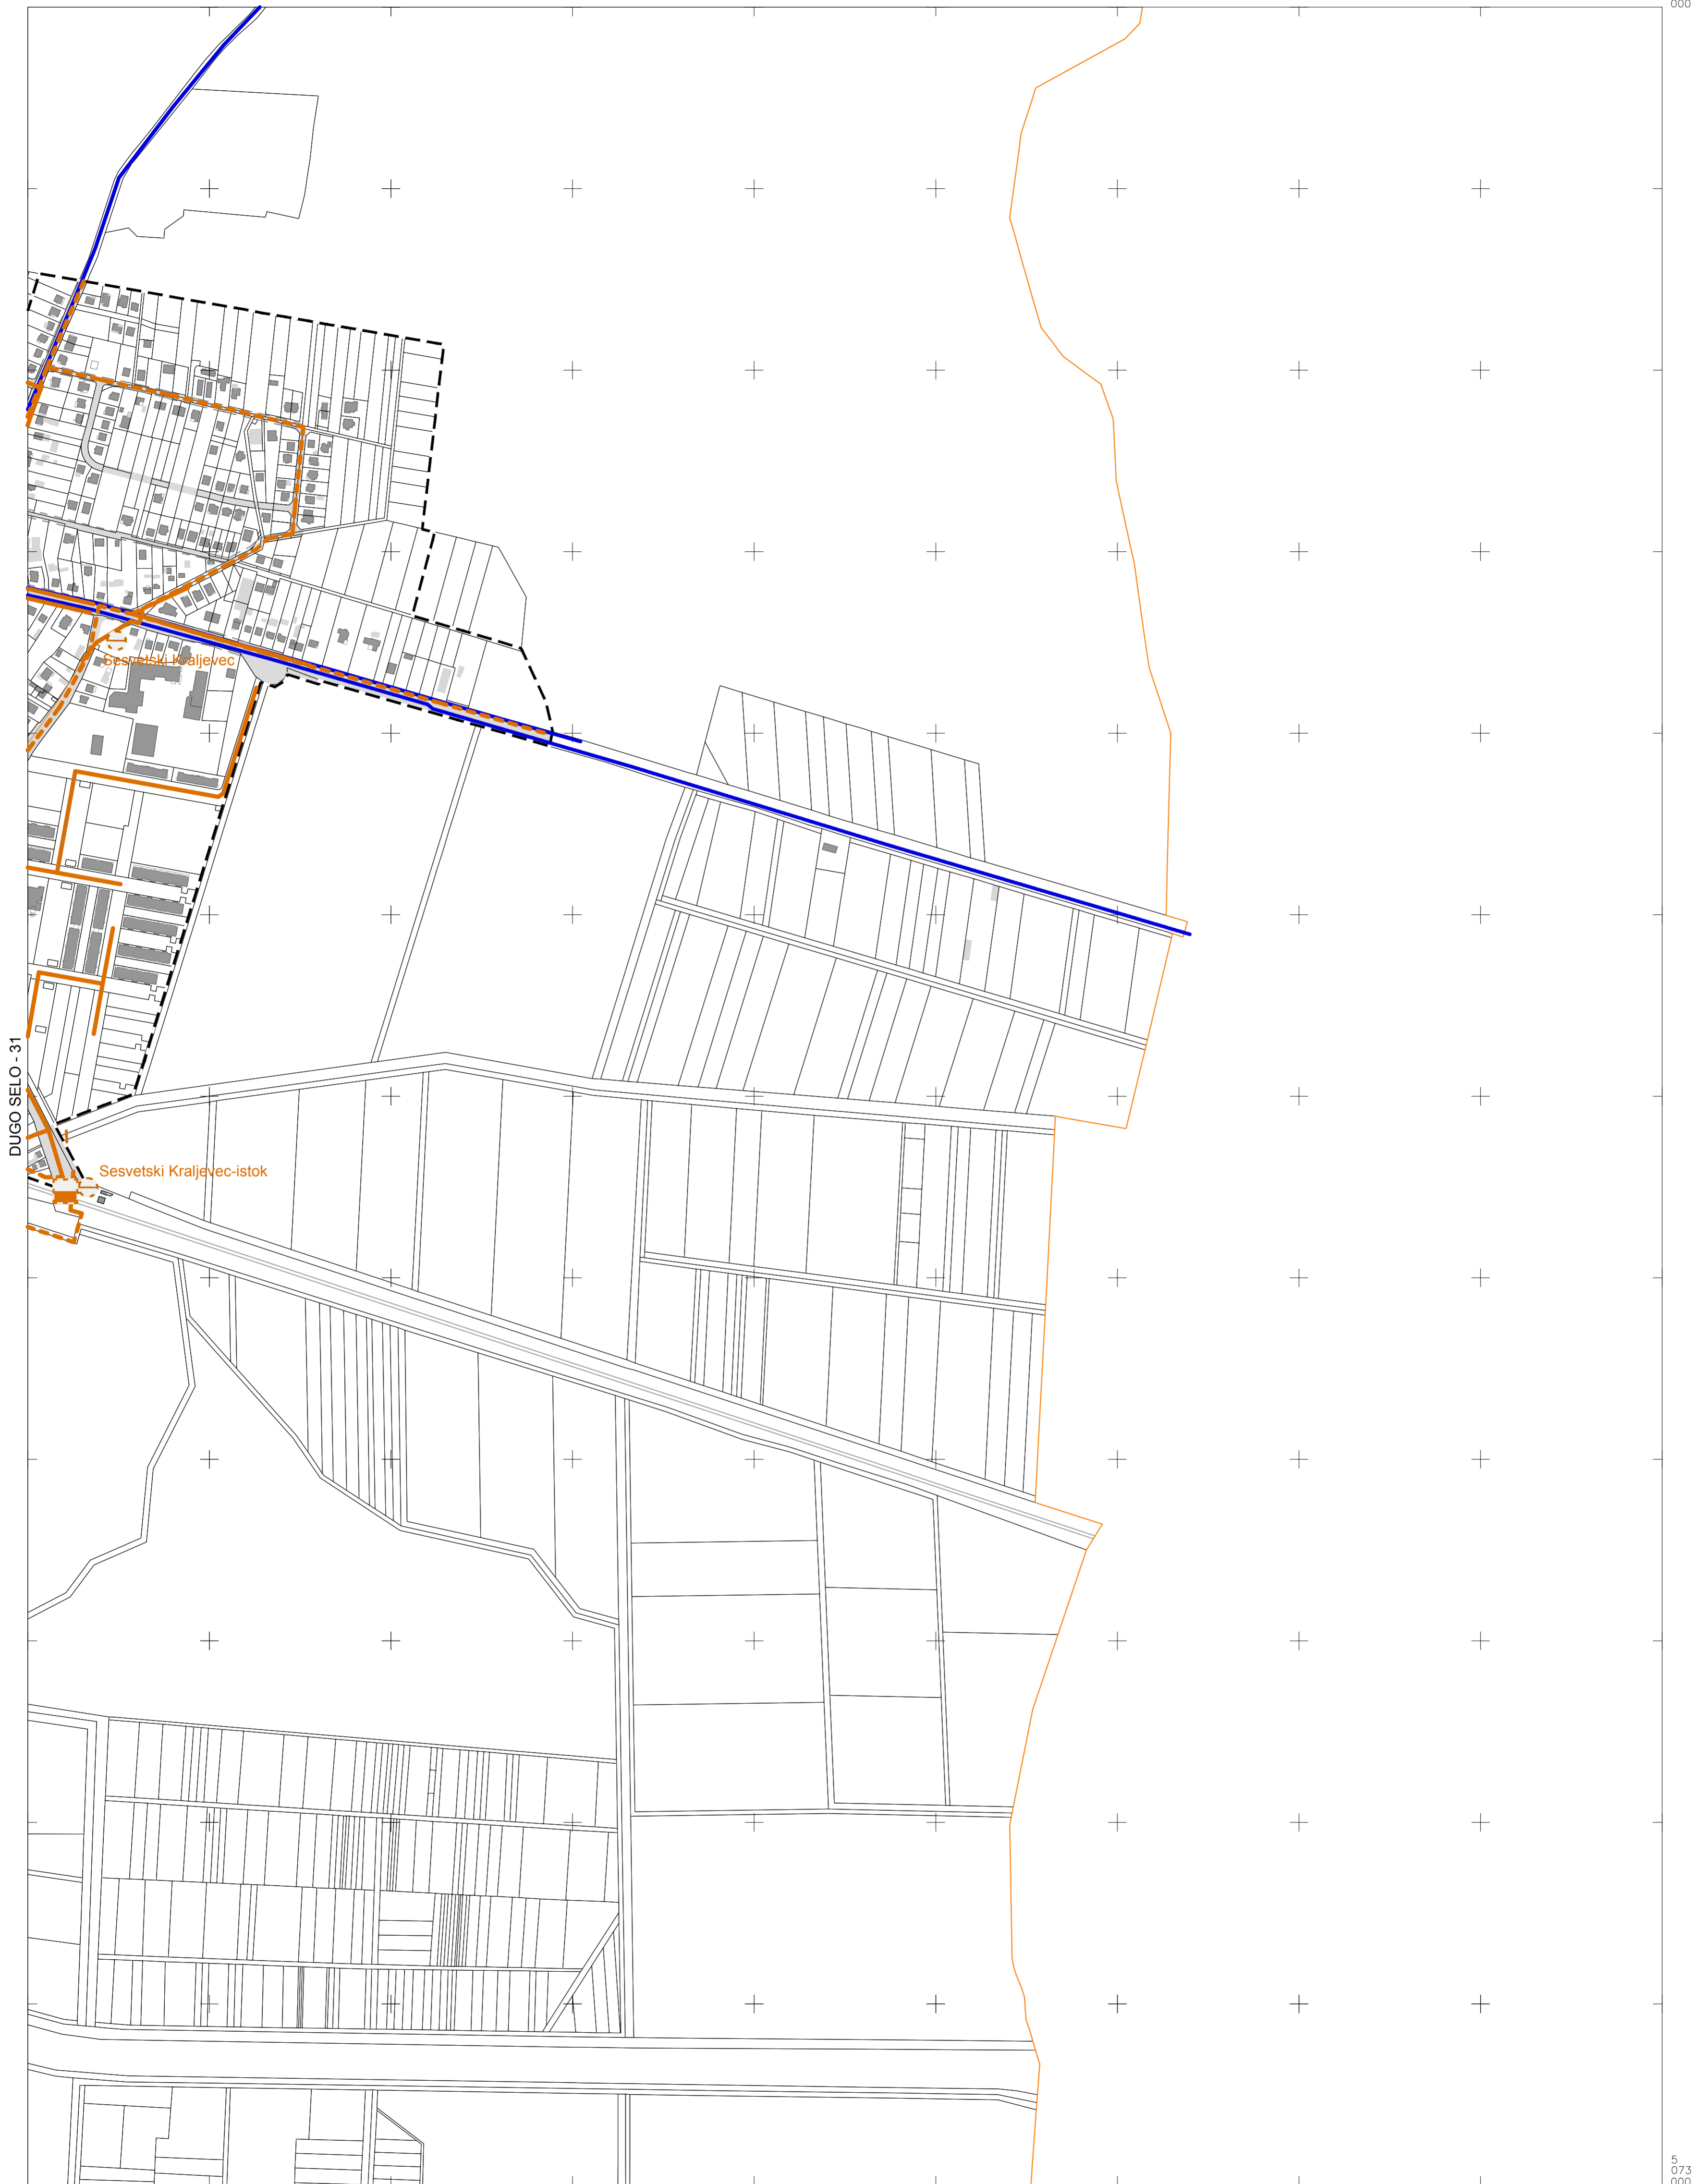 000
Sesvetski Kraljevec
DUGO SELO - 31
Sesvetski Kraljevec-istok
5
073
000